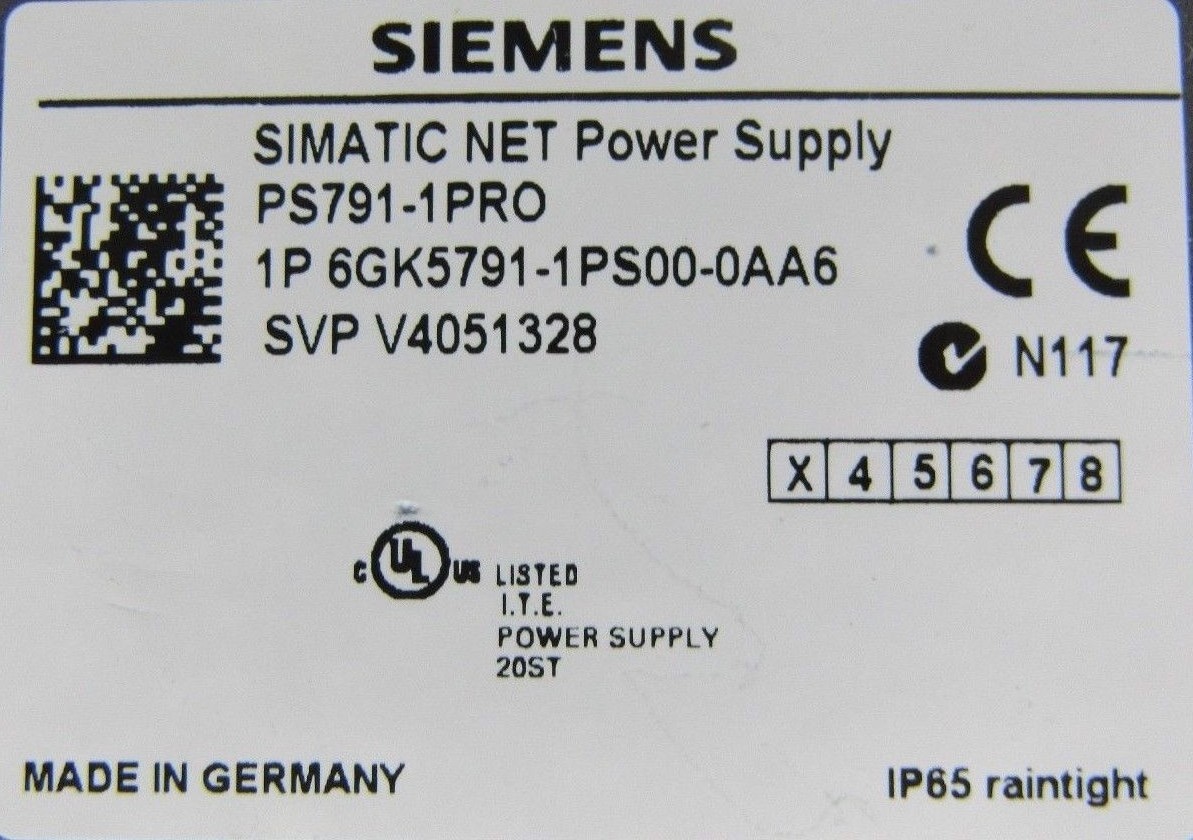 SIEMENS
SIMATIC NET Power Supply
PS791-1PRO
1P 6GK5791-1PS00-0AA6
SVP V4051328
CE
N117
X 4 5 6 7 8
C UL US LISTED
I.T.E.
POWER SUPPLY
20ST
MADE IN GERMANY
IP65 raintight